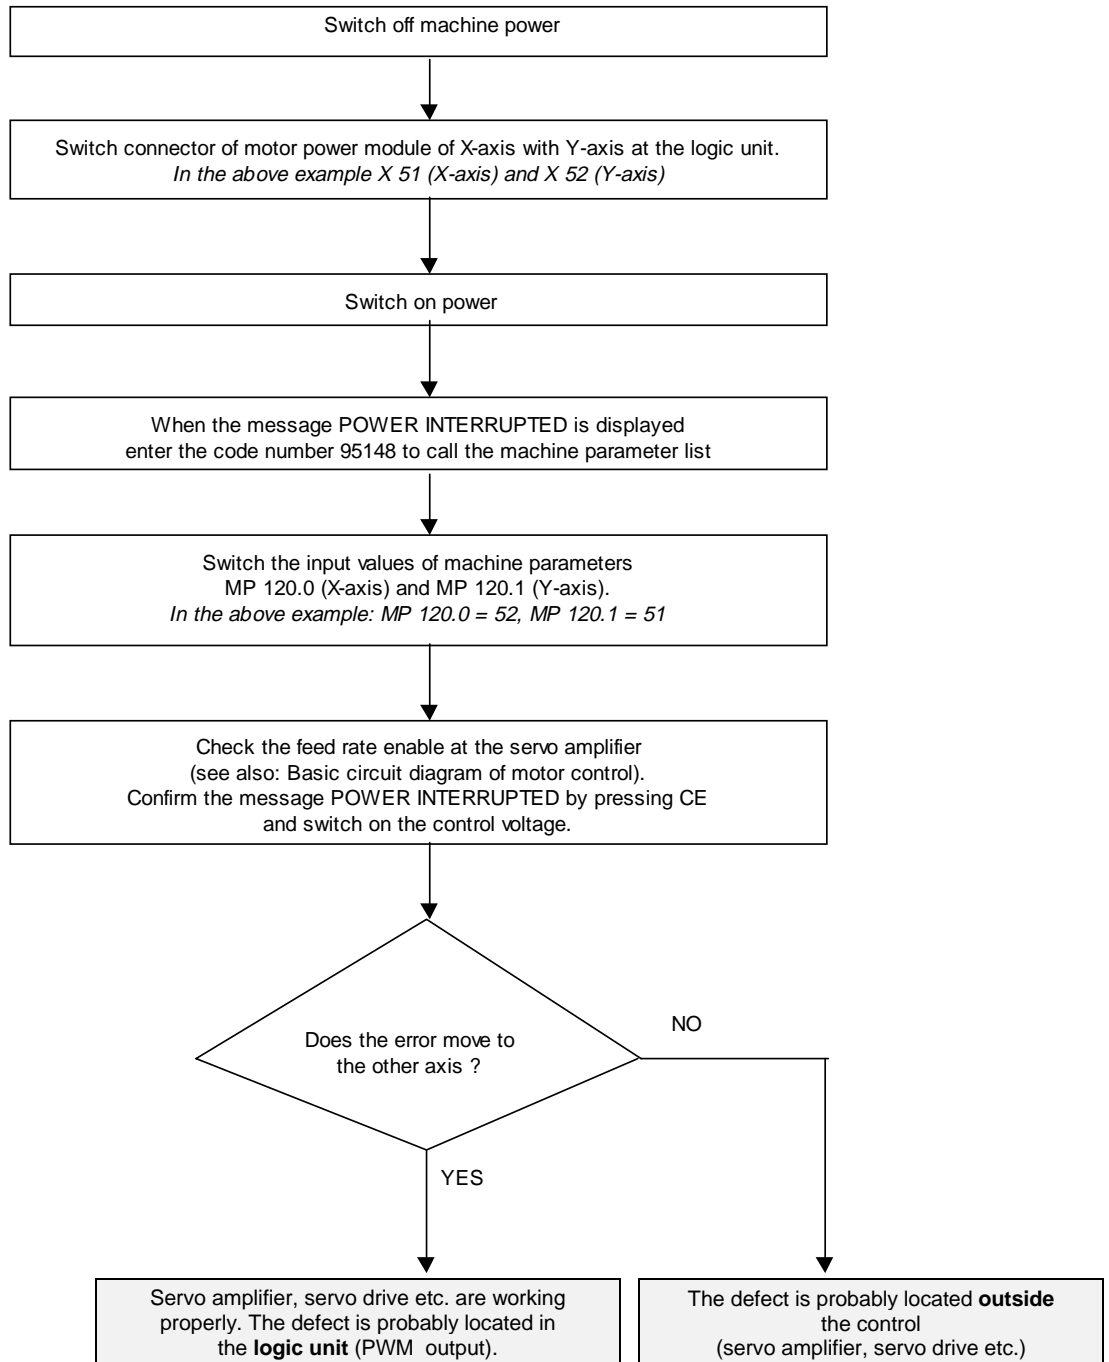 Switch off machine power
Switch connector of motor power module of X-axis with Y-axis at the logic unit.
In the above example X 51 (X-axis) and X 52 (Y-axis)
Switch on power
When the message POWER INTERRUPTED is displayed
enter the code number 95148 to call the machine parameter list
Switch the input values of machine parameters
MP 120.0 (X-axis) and MP 120.1 (Y-axis).
In the above example: MP 120.0 = 52, MP 120.1 = 51
Check the feed rate enable at the servo amplifier
(see also: Basic circuit diagram of motor control).
Confirm the message POWER INTERRUPTED by pressing CE
and switch on the control voltage.
Does the error move to
the other axis ?
NO
YES
Servo amplifier, servo drive etc. are working
properly. The defect is probably located in
the logic unit (PWM output).
The defect is probably located outside
the control
(servo amplifier, servo drive etc.)